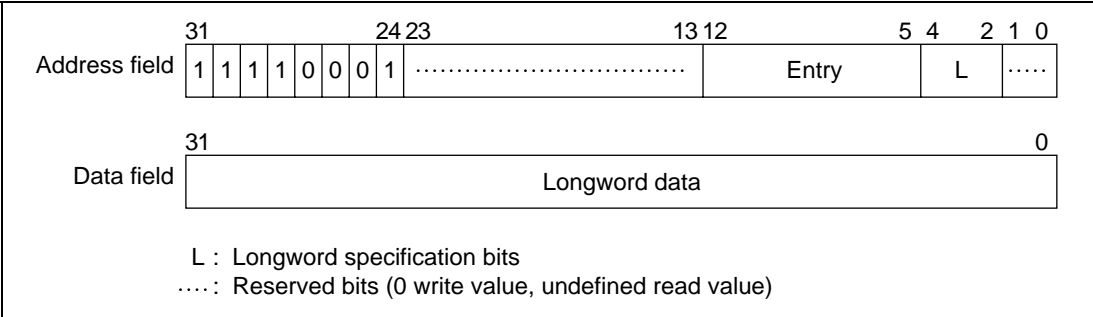 31 24 23 13 12 5 4 2 1 0
Address field 1 1 1 1 0 0 0 1 ................................. Entry L .....
31 0
Data field Longword data
L : Longword specification bits
.... : Reserved bits (0 write value, undefined read value)